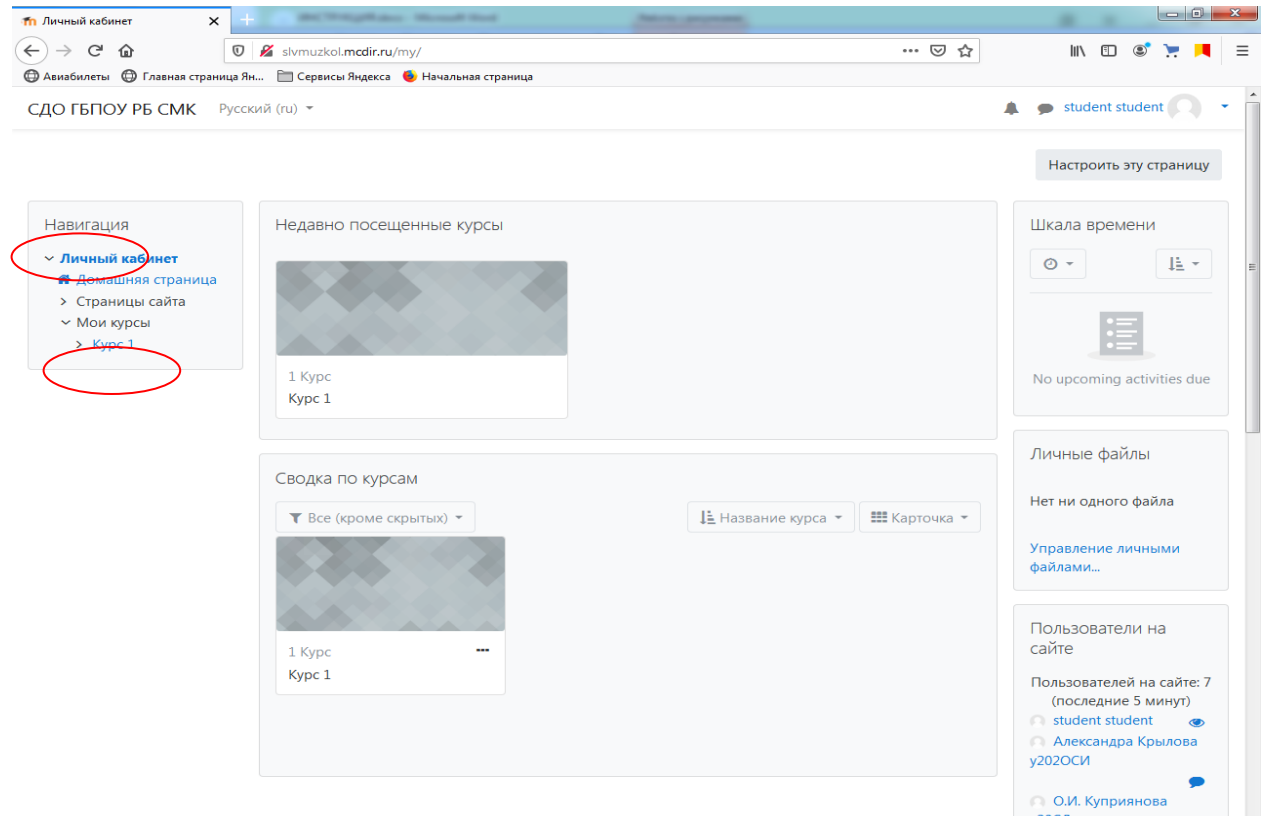 Личный кабинет
slvmuzkol.mcdir.ru/my/
Авиабилеты Главная страница Ян... Сервисы Яндекса Начальная страница
СДО ГБПОУ РБ СМК Русский (ru) student student
Настроить эту страницу
Навигация
Личный кабинет
Домашняя страница
Страницы сайта
Мои курсы
Курс 1
Недавно посещенные курсы
1 Курс
Курс 1
Сводка по курсам
Все (кроме скрытых) Название курса Карточка
1 Курс
Курс 1
Шкала времени
No upcoming activities due
Личные файлы
Нет ни одного файла
Управление личными
файлами...
Пользователи на
сайте
Пользователей на сайте: 7
(последние 5 минут)
student student
Александра Крылова
у202ОСИ
О.И. Куприянова